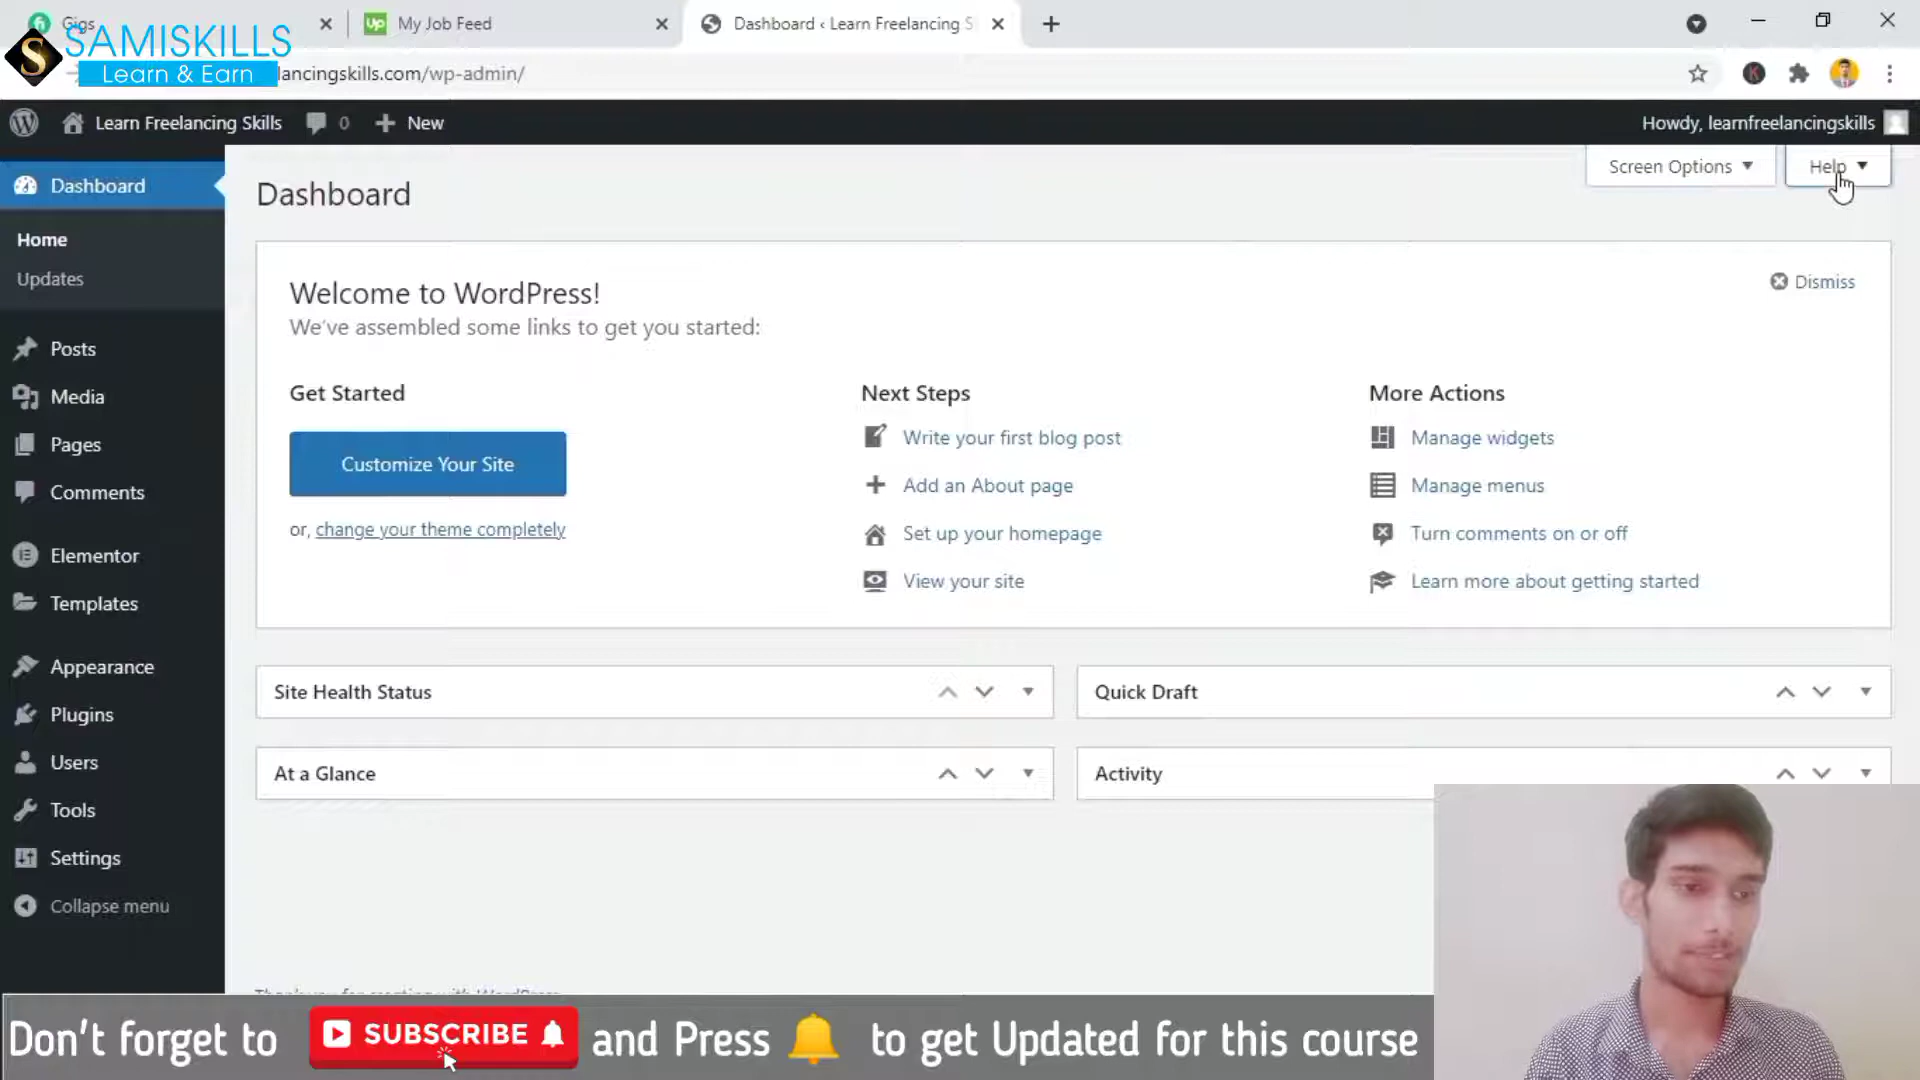 Gigs
My Job Feed
Dashboard ‹ Learn Freelancing S
SAMISKILLS
Learn & Earn
lancingskills.com/wp-admin/
Learn Freelancing Skills
0
New
Howdy, learnfreelancingskills
Screen Options
Help
Dashboard
Home
Updates
Posts
Media
Pages
Comments
Elementor
Templates
Appearance
Plugins
Users
Tools
Settings
Collapse menu
Dashboard
Welcome to WordPress!
We've assembled some links to get you started:
Dismiss
Get Started
Customize Your Site
or, change your theme completely
Next Steps
Write your first blog post
Add an About page
Set up your homepage
View your site
More Actions
Manage widgets
Manage menus
Turn comments on or off
Learn more about getting started
Site Health Status
Quick Draft
At a Glance
Activity
Thank you for creating with WordPress
Don't forget to SUBSCRIBE and Press to get Updated for this course